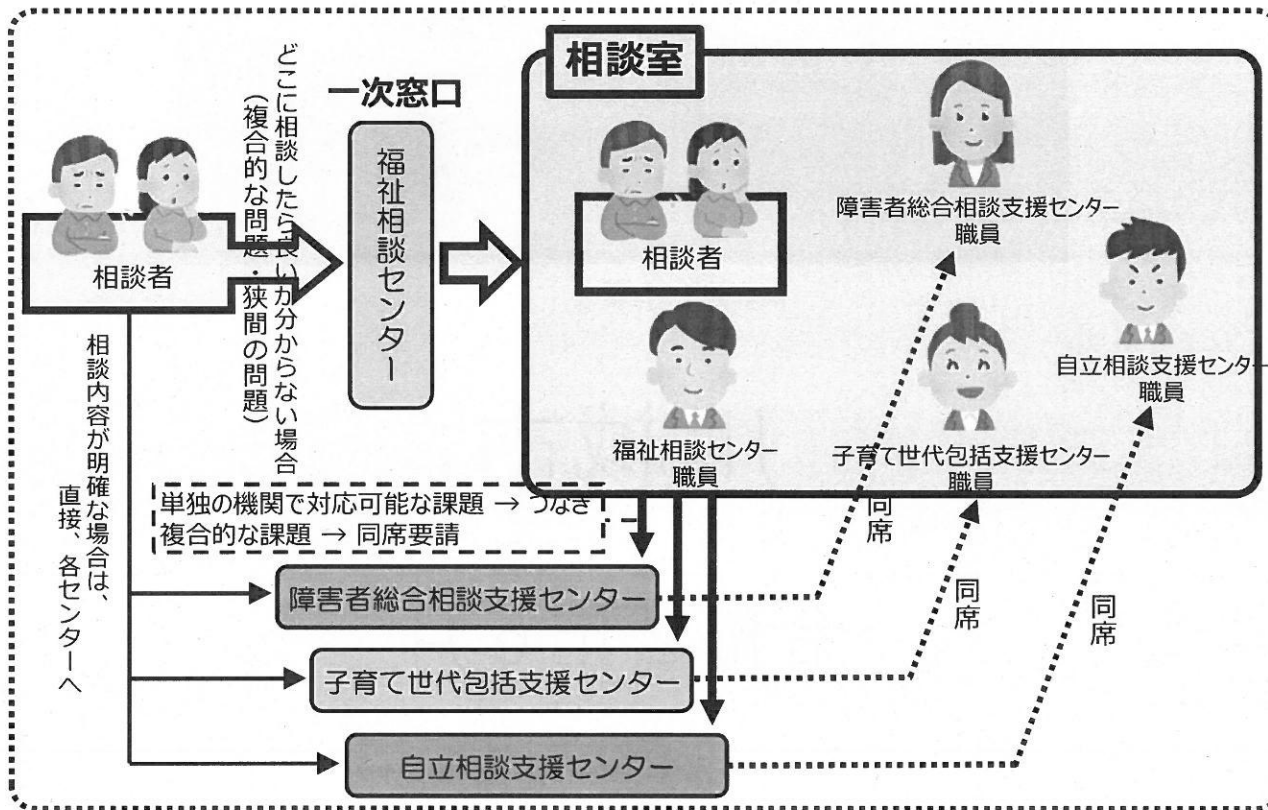 相談室
一次窓口
どこに相談したら良いか分からない場合
(複合的な問題・狭間の問題)
相談者
福祉相談センター
相談者
障害者総合相談支援センター
職員
自立相談支援センター
職員
福祉相談センター
職員
子育て世代包括支援センター
職員
相談内容が明確な場合は、
直接、各センターへ
単独の機関で対応可能な課題 → つなぎ
複合的な課題 → 同席要請
同席
同席
同席
障害者総合相談支援センター
子育て世代包括支援センター
自立相談支援センター